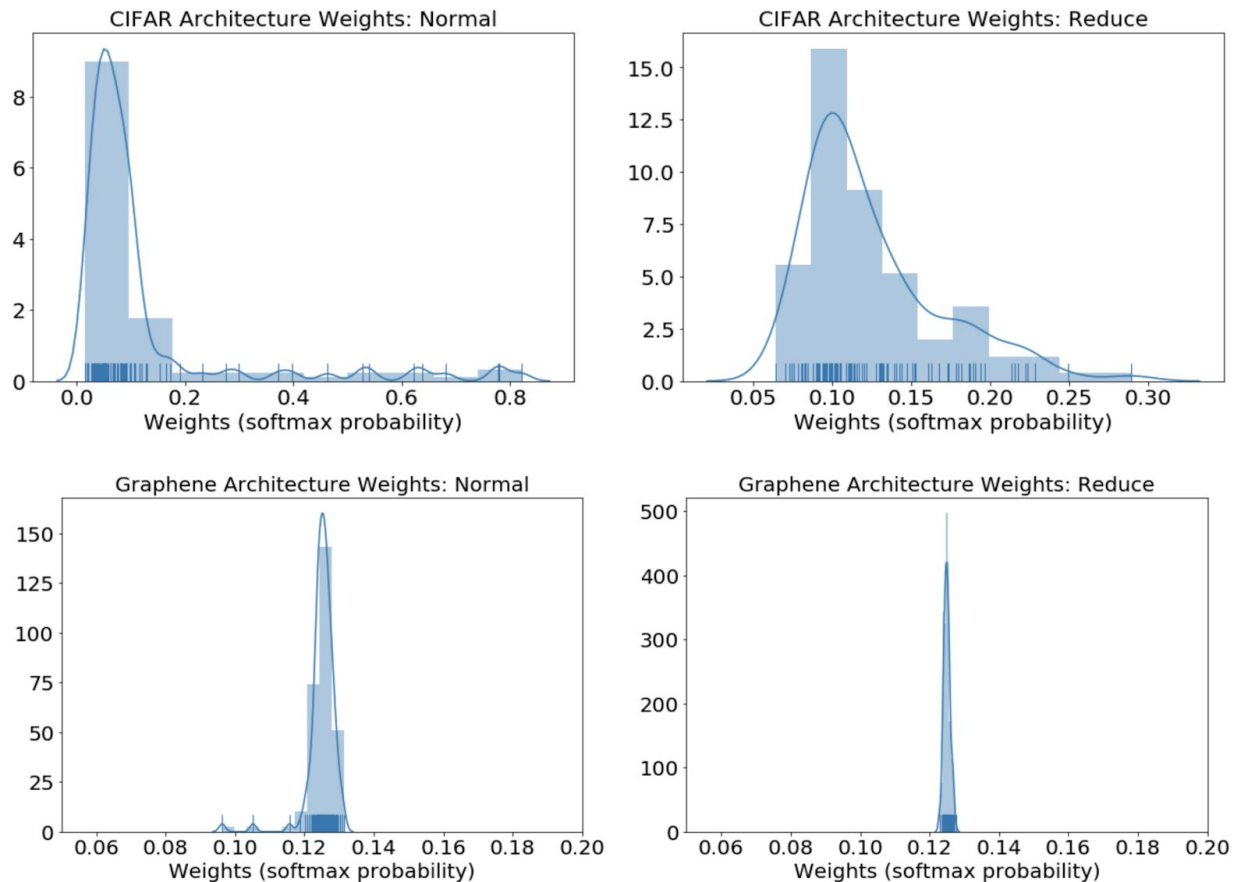 CIFAR Architecture Weights: Normal
8
6
4
2
0
0.0 0.2 0.4 0.6 0.8
Weights (softmax probability)
CIFAR Architecture Weights: Reduce
15.0
12.5
10.0
7.5
5.0
2.5
0.0
0.05 0.10 0.15 0.20 0.25 0.30
Weights (softmax probability)
Graphene Architecture Weights: Normal
150
125
100
75
50
25
0
0.06 0.08 0.10 0.12 0.14 0.16 0.18 0.20
Weights (softmax probability)
Graphene Architecture Weights: Reduce
500
400
300
200
100
0
0.06 0.08 0.10 0.12 0.14 0.16 0.18 0.20
Weights (softmax probability)